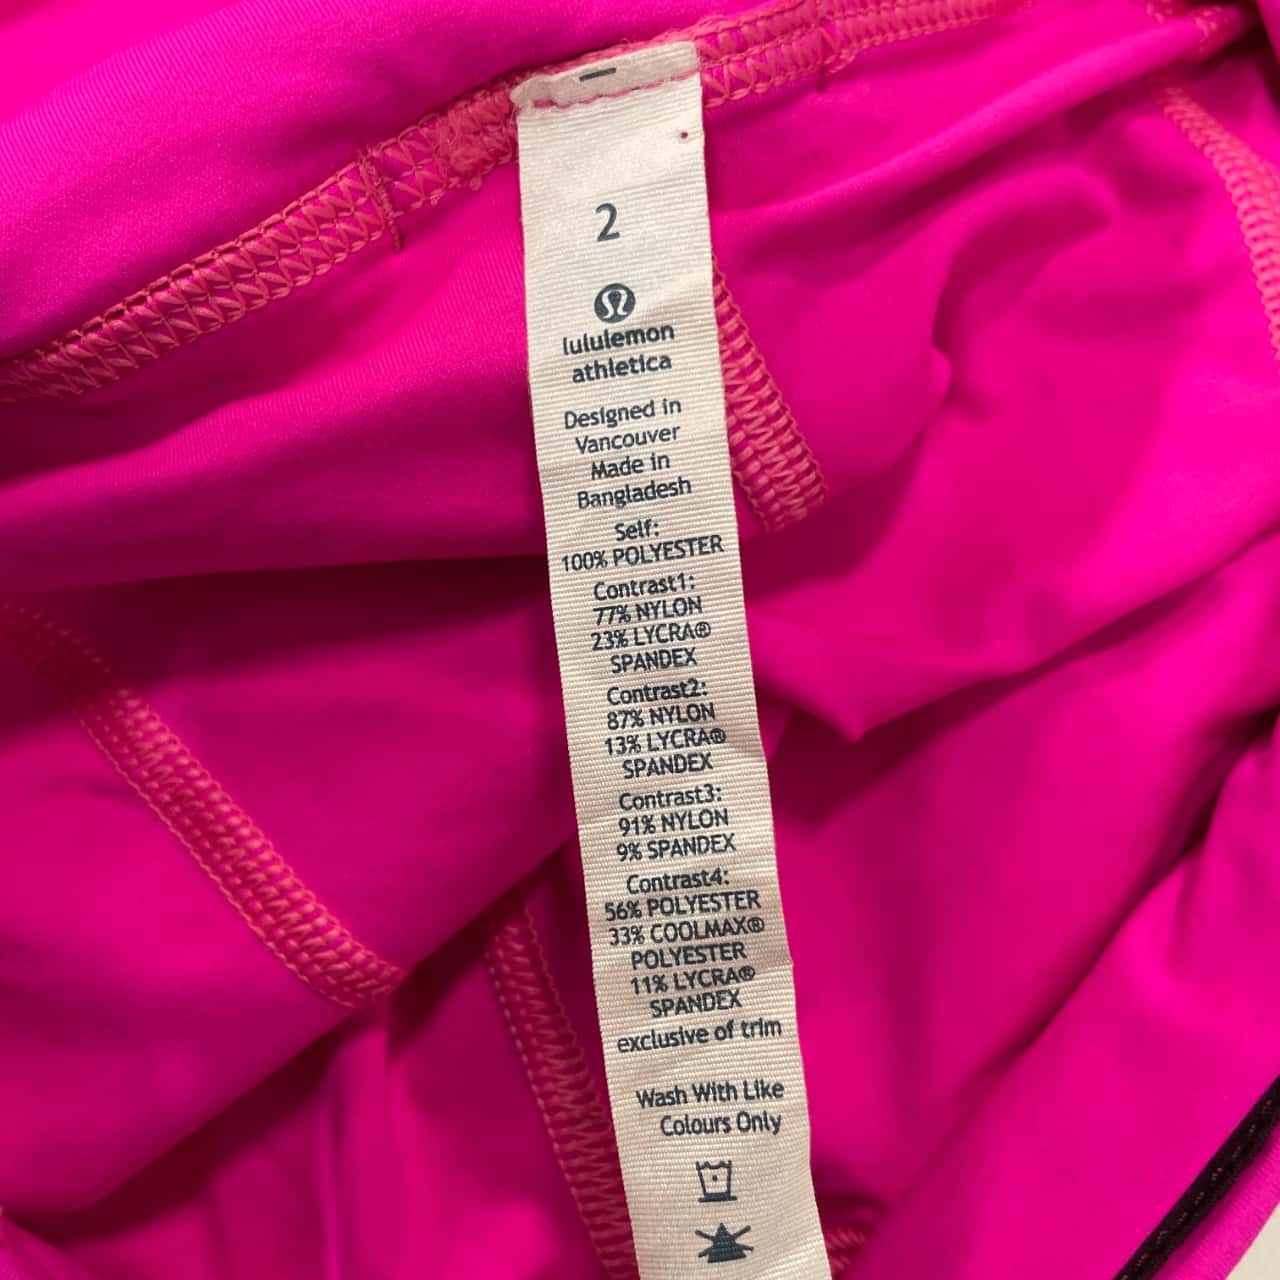 2
lululemon
athletica
Designed in
Vancouver
Made in
Bangladesh
Self:
100% POLYESTER
Contrast1:
77% NYLON
23% LYCRA®
SPANDEX
Contrast2:
87% NYLON
13% LYCRA®
SPANDEX
Contrast3:
91% NYLON
9% SPANDEX
Contrast4:
56% POLYESTER
33% COOLMAX®
POLYESTER
11% LYCRA®
SPANDEX
exclusive of trim
Wash With Like
Colours Only